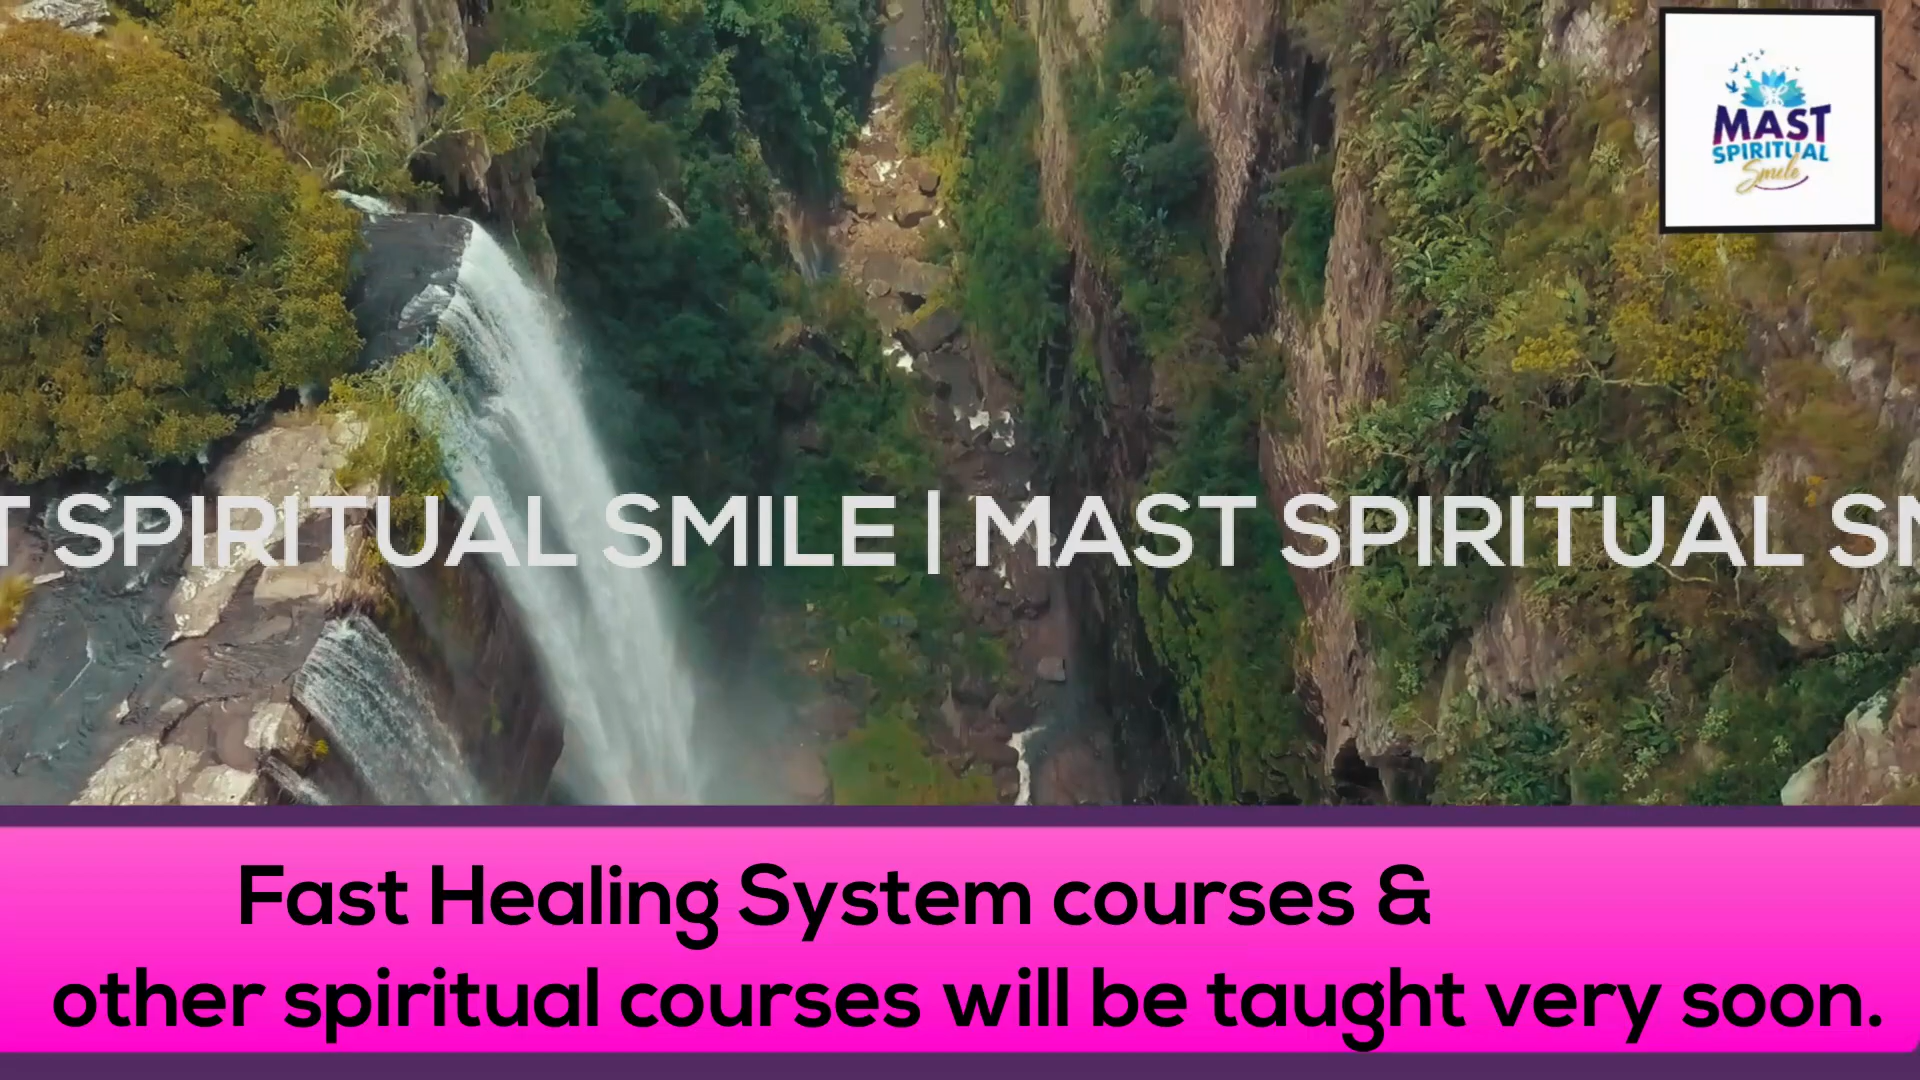 MAST
SPIRITUAL
Smile
T SPIRITUAL SMILE | MAST SPIRITUAL SM
Fast Healing System courses &
other spiritual courses will be taught very soon.